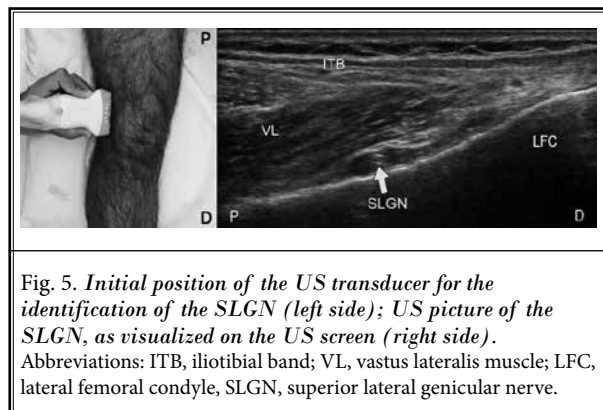 P
D
ITB
VL
LFC
SLGN
P
D
Fig. 5. Initial position of the US transducer for the
identification of the SLGN (left side); US picture of the
SLGN, as visualized on the US screen (right side).
Abbreviations: ITB, iliotibial band; VL, vastus lateralis muscle; LFC,
lateral femoral condyle, SLGN, superior lateral genicular nerve.